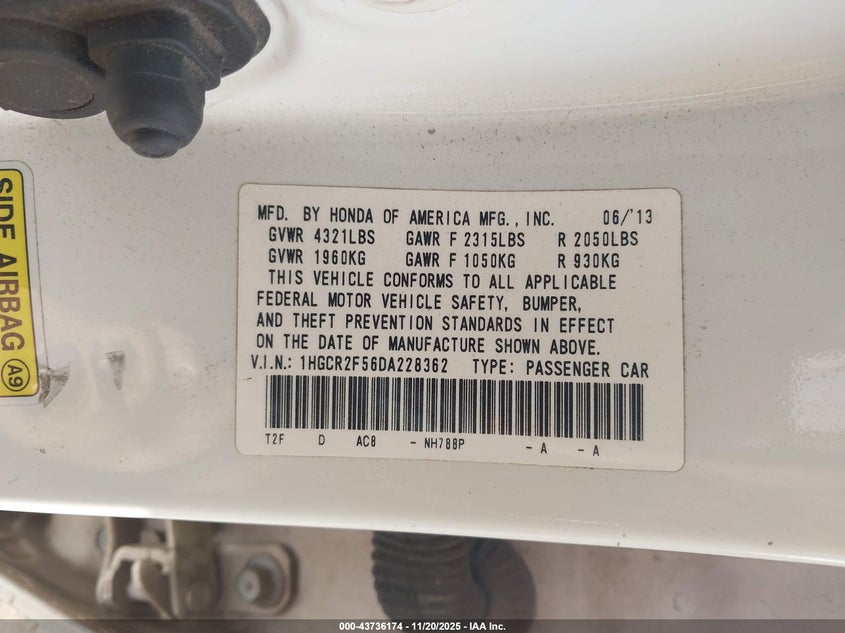 SIDE AIRBAG A9
MFD. BY HONDA OF AMERICA MFG., INC. 06/'13
GVWR 4321LBS GAWR F 2315LBS R 2050LBS
GVWR 1960KG GAWR F 1050KG R 930KG
THIS VEHICLE CONFORMS TO ALL APPLICABLE
FEDERAL MOTOR VEHICLE SAFETY, BUMPER,
AND THEFT PREVENTION STANDARDS IN EFFECT
ON THE DATE OF MANUFACTURE SHOWN ABOVE.
V.I.N.: 1HGCR2F56DA228362 TYPE: PASSENGER CAR
T2F D AC8 - NH788P - A - A
000-43736174 - 11/20/2025 - IAA Inc.